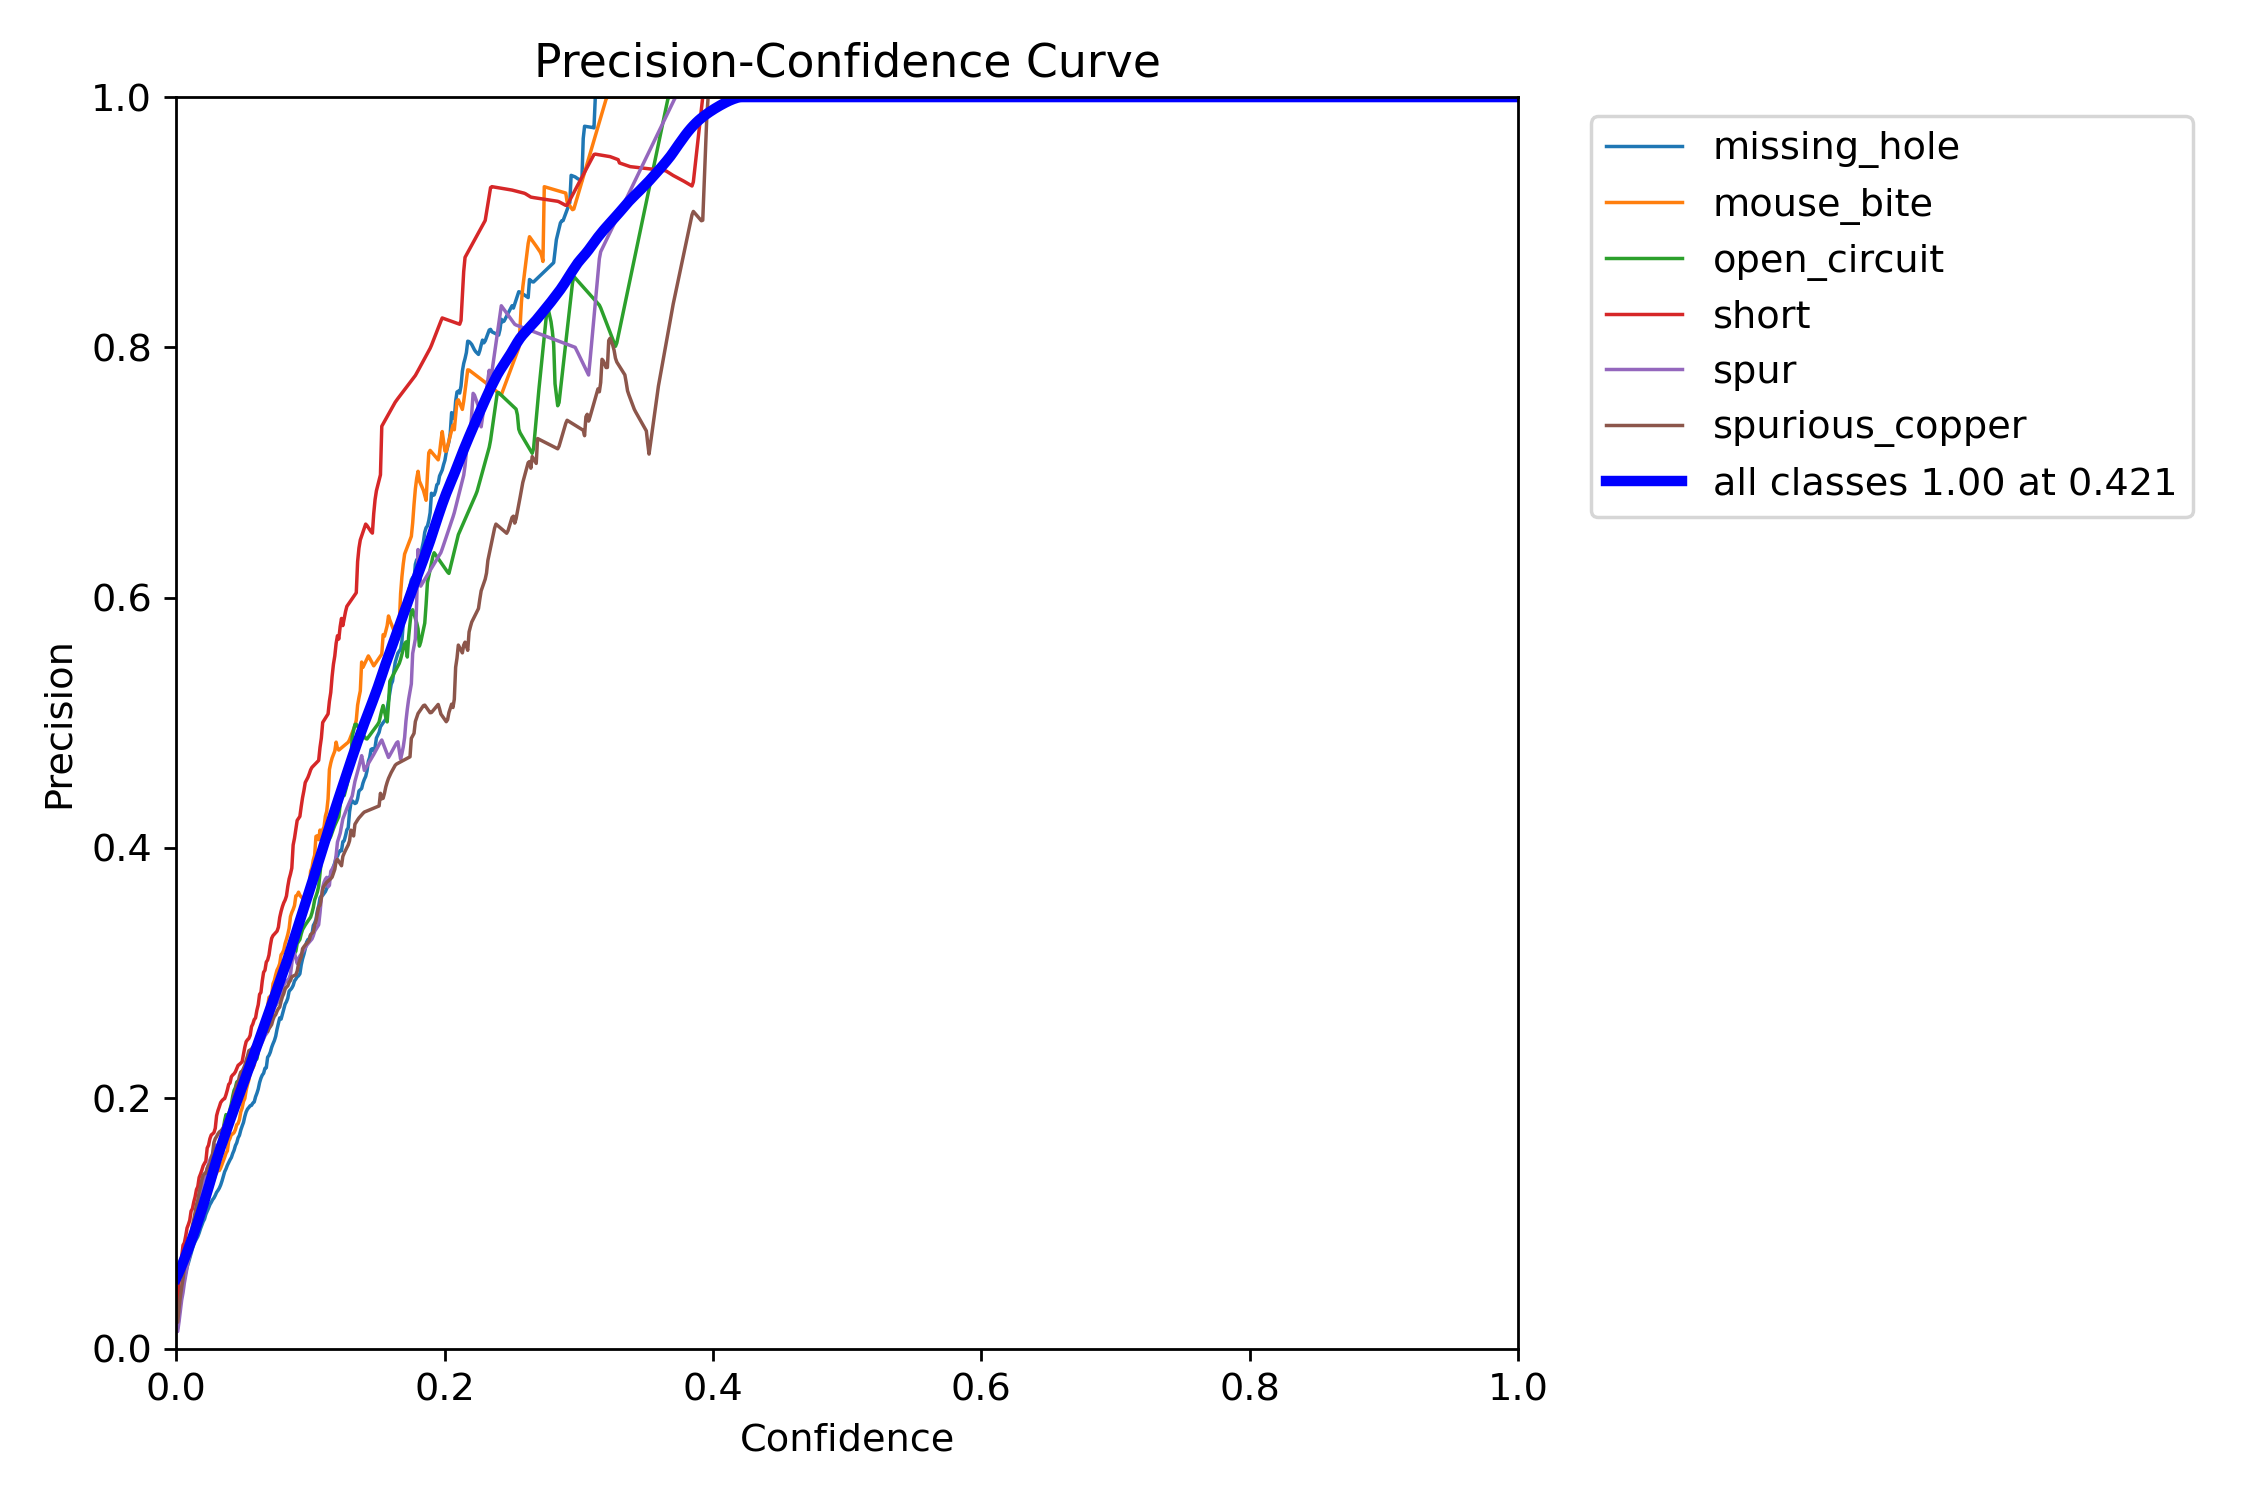 Precision-Confidence Curve
1.0
0.8
0.6
0.4
0.2
0.0
Precision
0.0 0.2 0.4 0.6 0.8 1.0
Confidence
missing_hole
mouse_bite
open_circuit
short
spur
spurious_copper
all classes 1.00 at 0.421